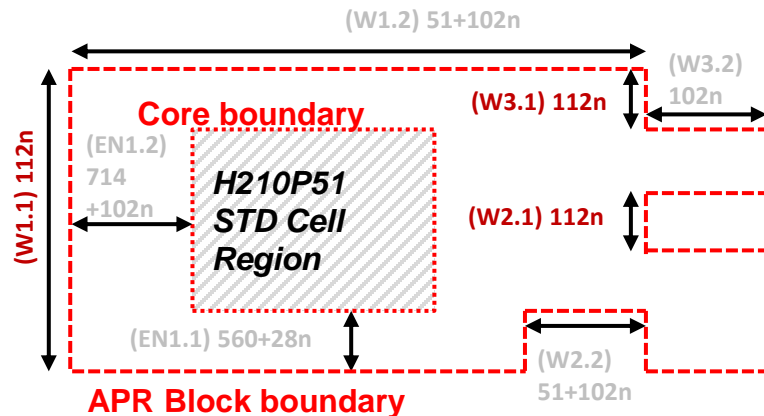 (W1.2) 51+102n
(W3.2)
102n
(W3.1) 112n
Core boundary
(EN1.2)
714
+102n
(W1.1) 112n
H210P51
STD Cell
Region
(W2.1) 112n
(EN1.1) 560+28n
(W2.2)
51+102n
APR Block boundary